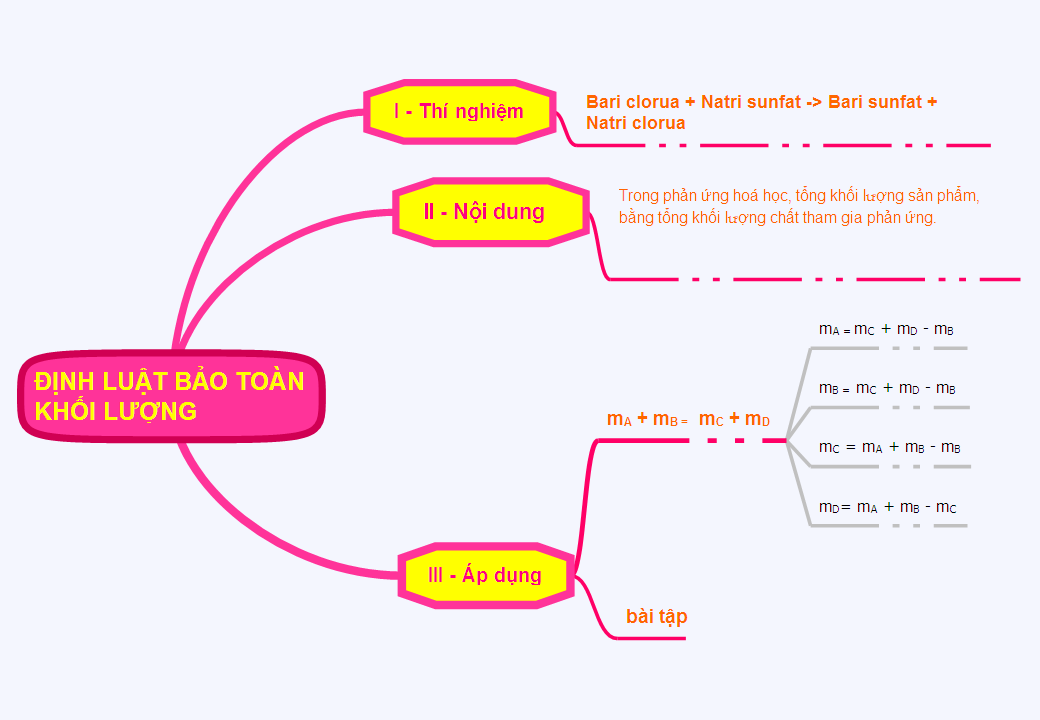 I - Thí nghiệm
Bari clorua + Natri sunfat -> Bari sunfat +
Natri clorua
II - Nội dung
Trong phản ứng hoá học, tổng khối lượng sản phẩm,
bằng tổng khối lượng chất tham gia phản ứng.
ĐỊNH LUẬT BẢO TOÀN
KHỐI LƯỢNG
III - Áp dụng
mA + mB = mC + mD
mA = mC + mD - mB
mB = mC + mD - mB
mC = mA + mB - mB
mD= mA + mB - mC
bài tập